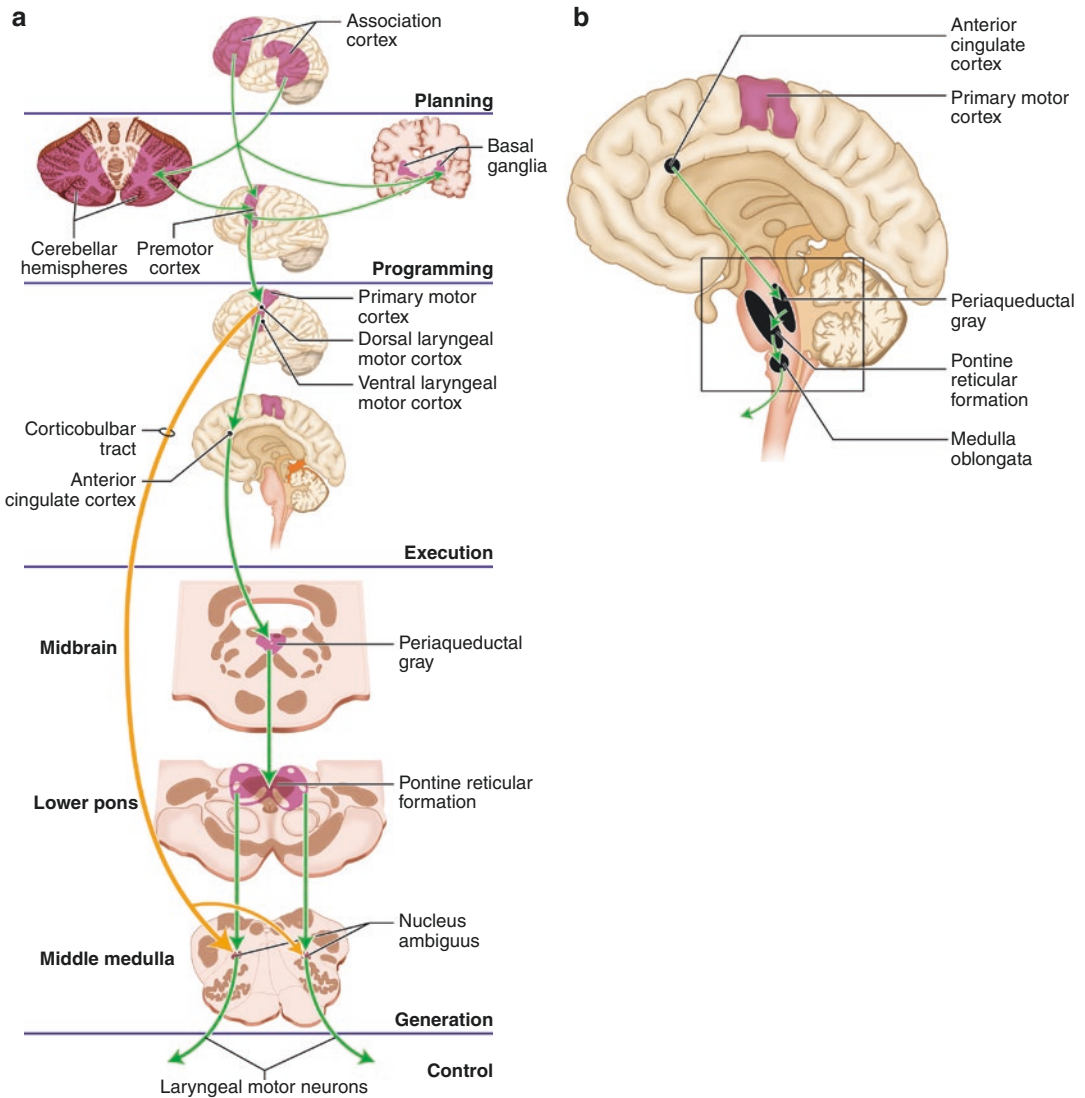 a
Association
cortex
Planning
Basal
ganglia
Cerebellar
hemispheres
Premotor
cortex
Programming
Primary motor
cortex
Dorsal laryngeal
motor cortox
Ventral laryngeal
motor cortox
Corticobulbar
tract
Anterior
cingulate cortex
Execution
Midbrain
Periaqueductal
gray
Lower pons
Pontine reticular
formation
Nucleus
ambiguus
Middle medulla
Generation
Control
Laryngeal motor neurons
b
Anterior
cingulate
cortex
Primary motor
cortex
Periaqueductal
gray
Pontine
reticular
formation
Medulla
oblongata